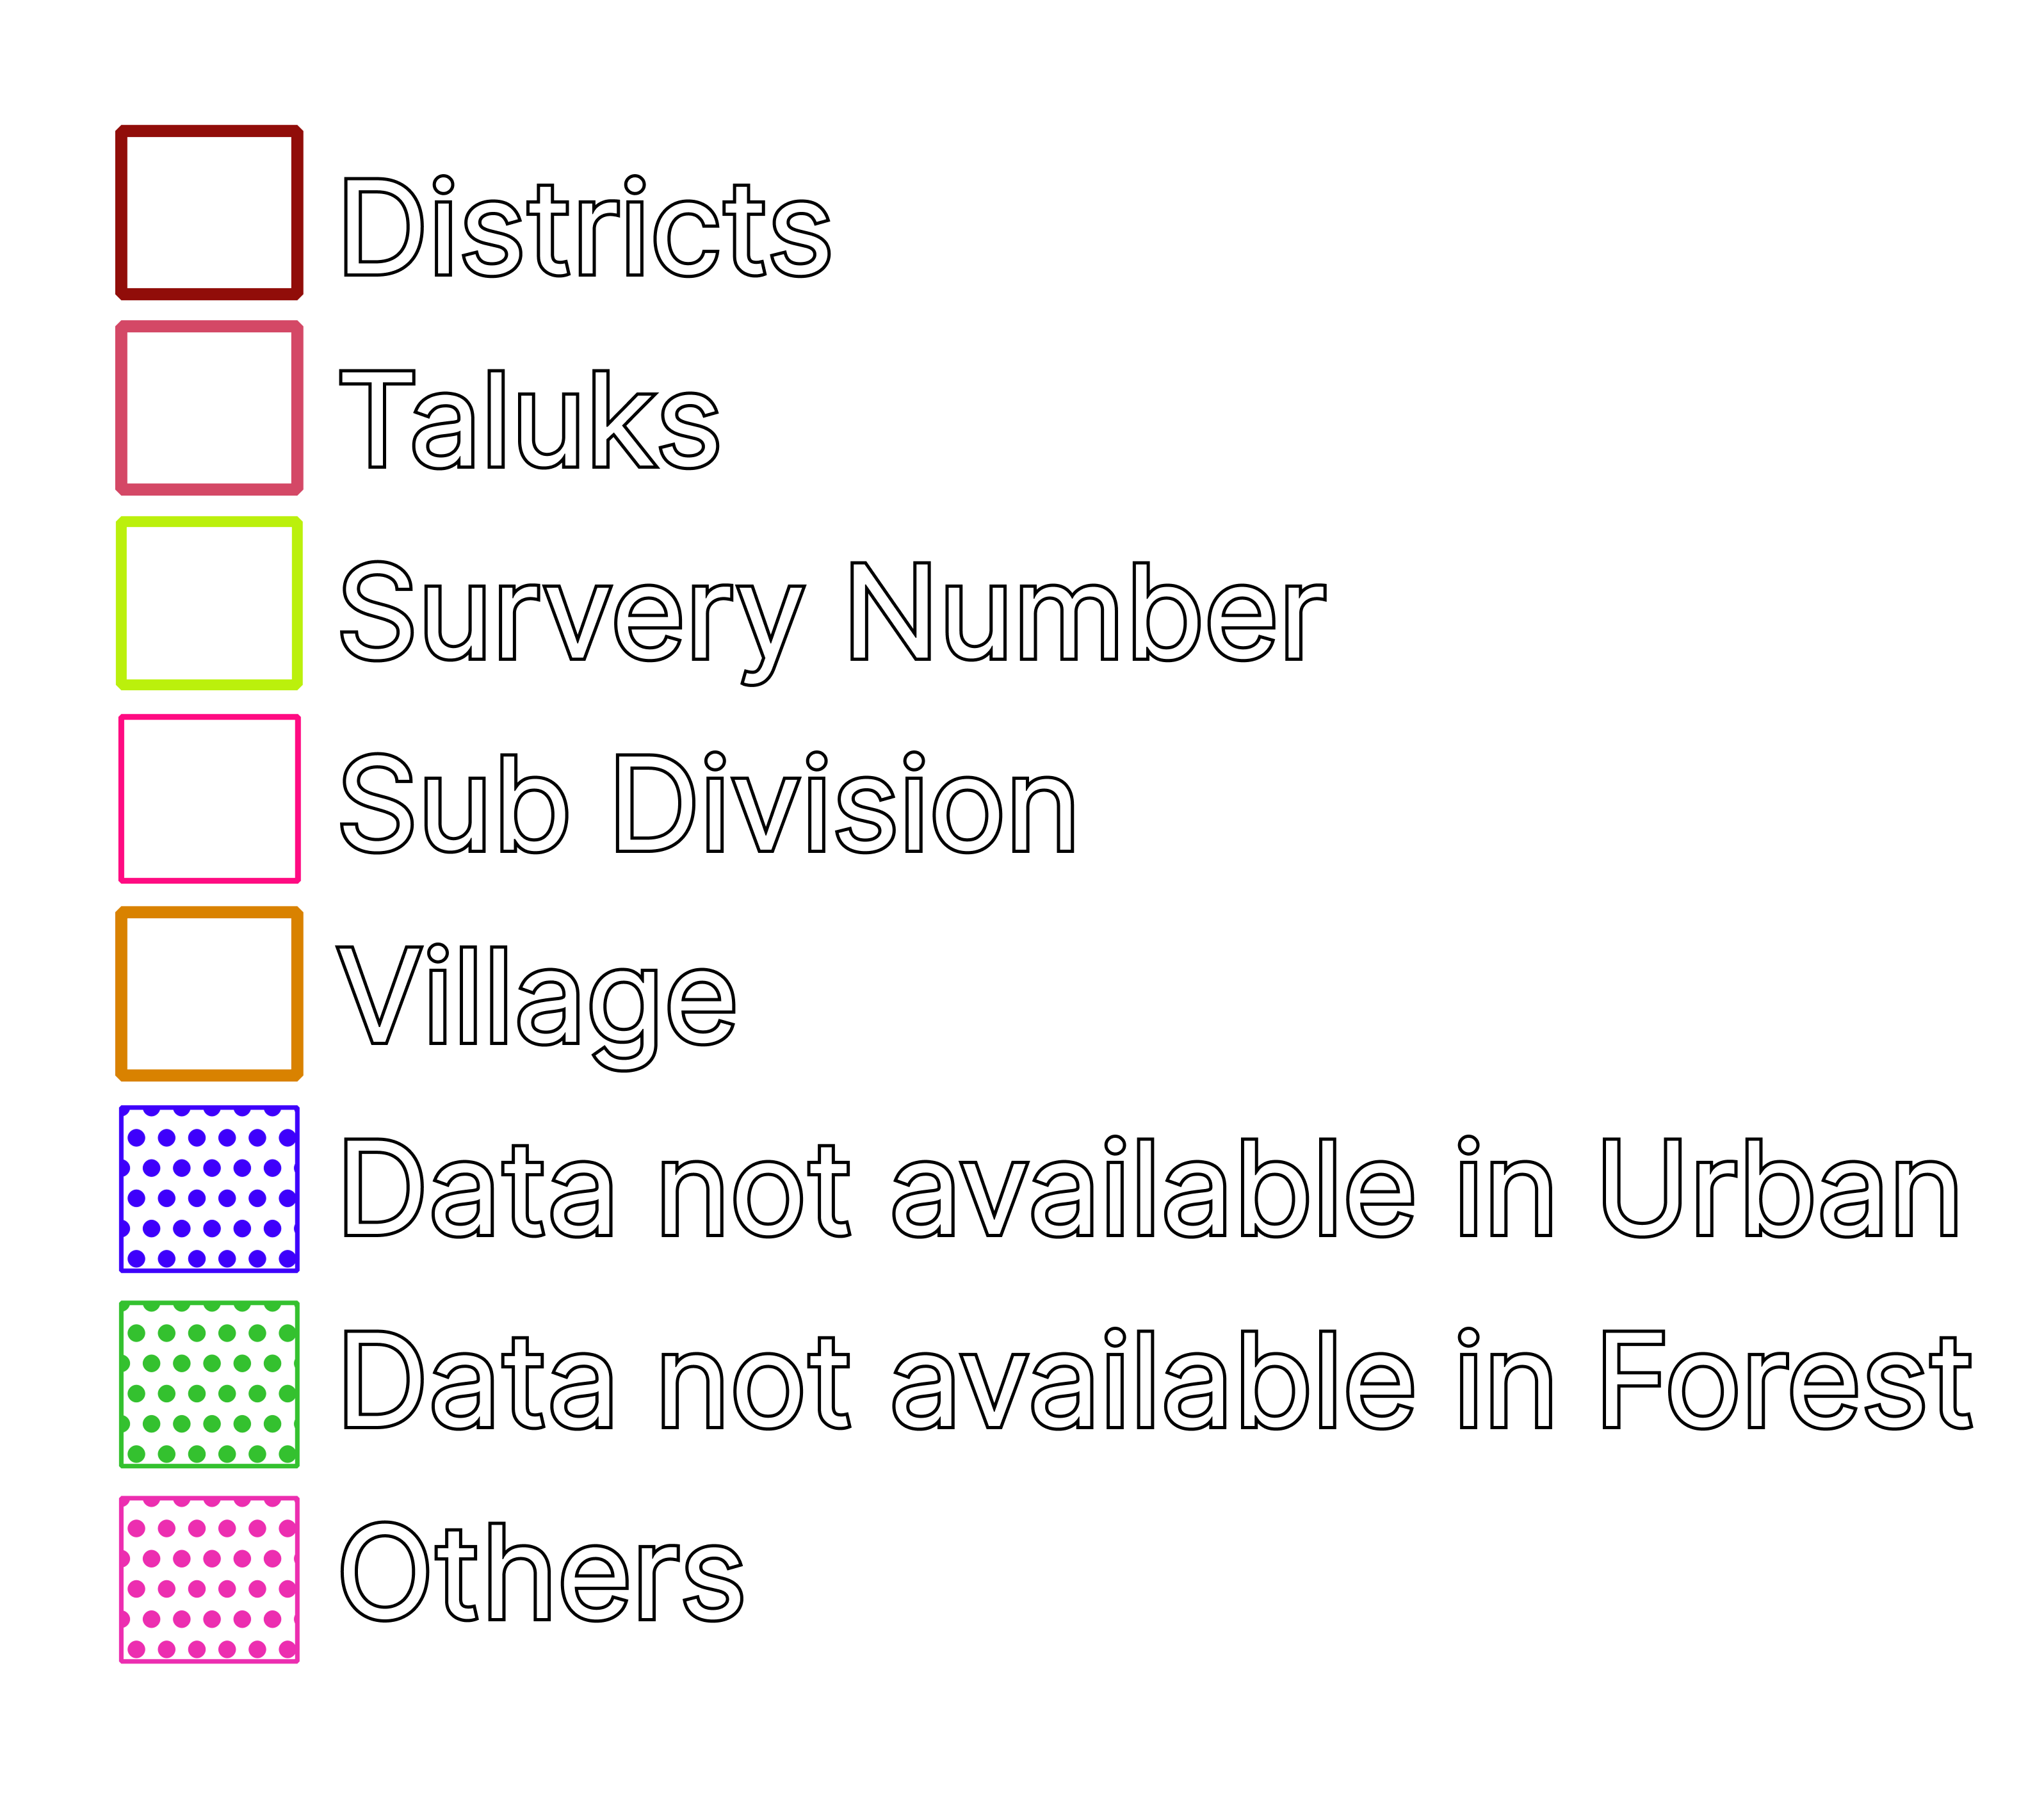 Districts
Taluks
Survery Number
Sub Division
Village
Data not available in Urban
Data not available in Forest
Others